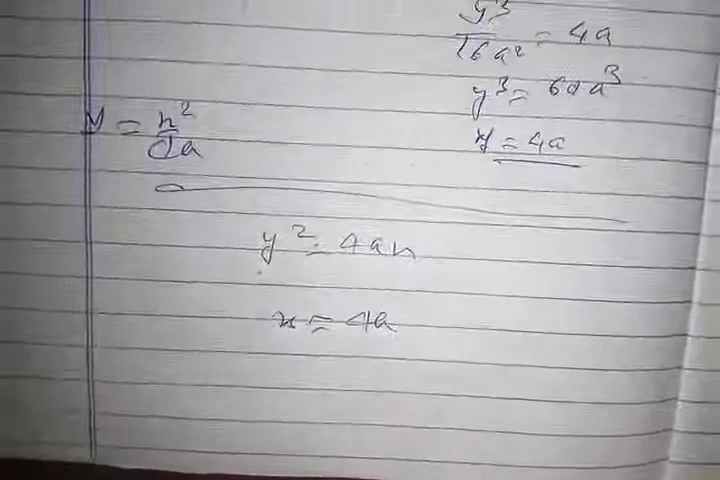 y³/16a² = 4a
y³ = 64a³
y = 4a
y = x²/4a
y² = 4ax
x = 4a